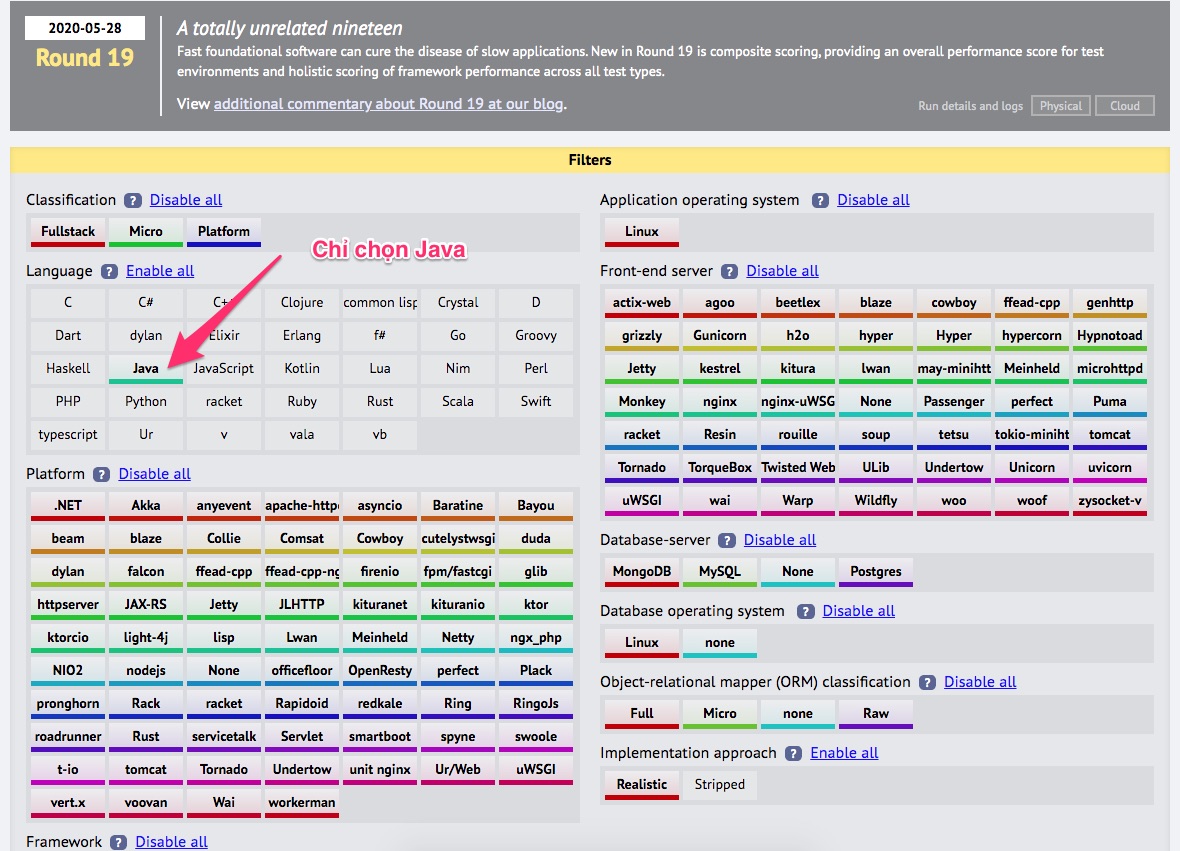 2020-05-28
Round 19
A totally unrelated nineteen
Fast foundational software can cure the disease of slow applications. New in Round 19 is composite scoring, providing an overall performance score for test
environments and holistic scoring of framework performance across all test types.
View additional commentary about Round 19 at our blog.
Run details and logs Physical Cloud
Filters
Classification ? Disable all
Fullstack Micro Platform
Chỉ chọn Java
Language ? Enable all
C C# C++ Clojure common lisp Crystal D
Dart dylan Elixir Erlang f# Go Groovy
Haskell Java JavaScript Kotlin Lua Nim Perl
PHP Python racket Ruby Rust Scala Swift
typescript Ur v vala vb
Platform ? Disable all
.NET Akka anyevent apache-httpd asyncio Baratine Bayou
beam blaze Collie Comsat Cowboy cutelystwsgi duda
dylan falcon ffead-cpp ffead-cpp-ng firenio fpm/fastcgi glib
httpserver JAX-RS Jetty JLHTTP kituranet kituranio ktor
ktorcio light-4j lisp Lwan Meinheld Netty ngx_php
NIO2 nodejs None officefloor OpenResty perfect Plack
pronghorn Rack racket Rapidoid redkale Ring RingoJs
roadrunner Rust servicetalk Servlet smartboot spyne swoole
t-io tomcat Tornado Undertow unit nginx Ur/Web uWSGI
vert.x voovan Wai workerman
Framework ? Disable all
Application operating system ? Disable all
Linux
Front-end server ? Disable all
actix-web agoo beetlex blaze cowboy ffead-cpp genhttp
grizzly Gunicorn h2o hyper Hyper hypercorn Hypnotoad
Jetty kestrel kitura lwan may-minihtt Meinheld microhttpd
Monkey nginx nginx-uWSG None Passenger perfect Puma
racket Resin rouille soup tetsu tokio-miniht tomcat
Tornado TorqueBox Twisted Web ULib Undertow Unicorn uvicorn
uWSGI wai Warp Wildfly woo woof zysocket-v
Database-server ? Disable all
MongoDB MySQL None Postgres
Database operating system ? Disable all
Linux none
Object-relational mapper (ORM) classification ? Disable all
Full Micro none Raw
Implementation approach ? Enable all
Realistic Stripped